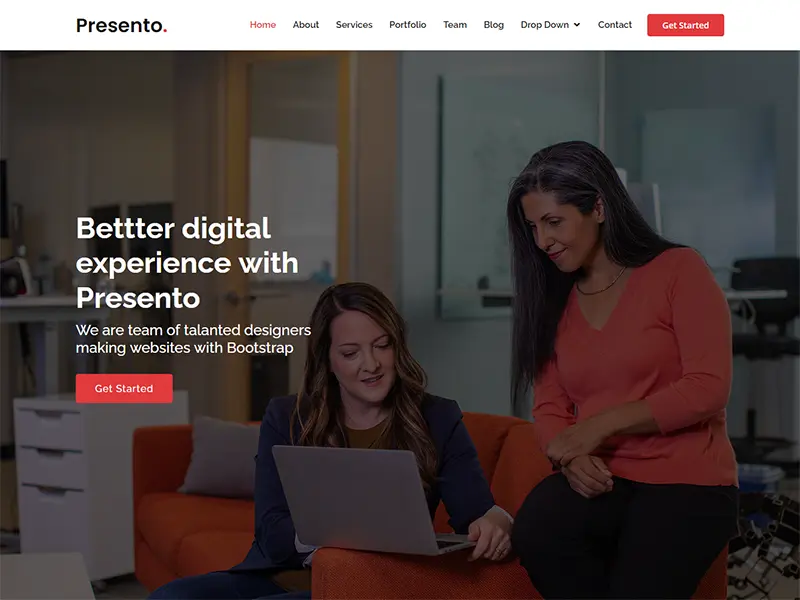 Presento.
Home About Services Portfolio Team Blog Drop Down Contact Get Started
Bettter digital
experience with
Presento
We are team of talanted designers
making websites with Bootstrap
Get Started